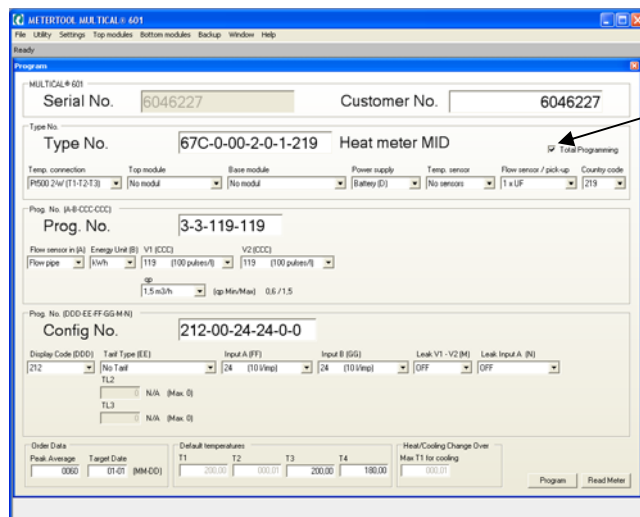 METERTOOL MULTICAL® 601
File Utility Settings Top modules Bottom modules Backup Window Help
Ready
Program
MULTICAL® 601
Serial No. 6046227 Customer No. 6046227
Type No.
Type No. 67C-0-00-2-0-1-219 Heat meter MID Total Programming
Temp. connection Top module Base module Power supply Temp. sensor Flow sensor / pick-up Country code
Pt500 2-W (T1-T2-T3) No modul No modul Battery (D) No sensors 1 x UF 219
Prog. No. (A-B-CCC-CCC)
Prog. No. 3-3-119-119
Flow sensor in (A) Energy Unit (B) V1 (CCC) V2 (CCC)
Flow pipe kWh 119 (100 pulses/l) 119 (100 pulses/l)
qp
1,5 m3/h (qp Min/Max) 0,6 / 1,5
Prog. No. (DDD-EE-FF-GG-M-N)
Config No. 212-00-24-24-0-0
Display Code (DDD) Tarif Type (EE) Input A (FF) Input B (GG) Leak V1 - V2 (M) Leak Input A (N)
212 No Tarif 24 (10 l/imp) 24 (10 l/imp) OFF OFF
TL2
0 N/A (Max. 0)
TL3
0 N/A (Max. 0)
Order Data Default temperatures Heat/Cooling Change Over
Peak Average Target Date T1 T2 T3 T4 Max T1 for cooling
0060 01-01 (MM-DD) 200,00 000,01 200,00 180,00 000,01
Program Read Meter